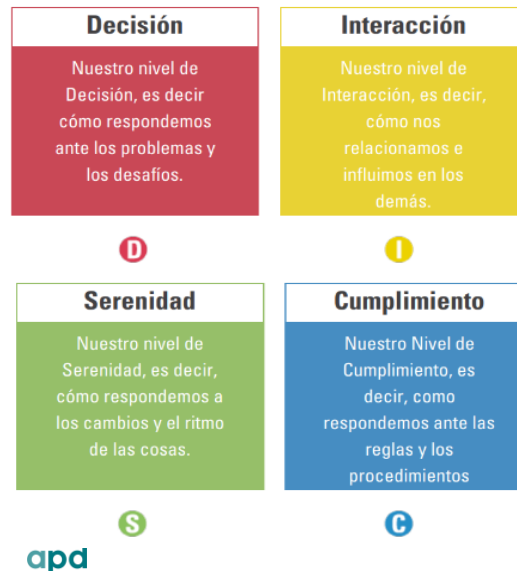 Decisión
Nuestro nivel de
Decisión, es decir
cómo respondemos
ante los problemas y
los desafíos.
D
Interacción
Nuestro nivel de
Interacción, es decir,
cómo nos
relacionamos e
influimos en los
demás.
I
Serenidad
Nuestro nivel de
Serenidad, es decir,
cómo respondemos a
los cambios y el ritmo
de las cosas.
S
Cumplimiento
Nuestro Nivel de
Cumplimiento, es
decir, como
respondemos ante las
reglas y los
procedimientos
C
apd